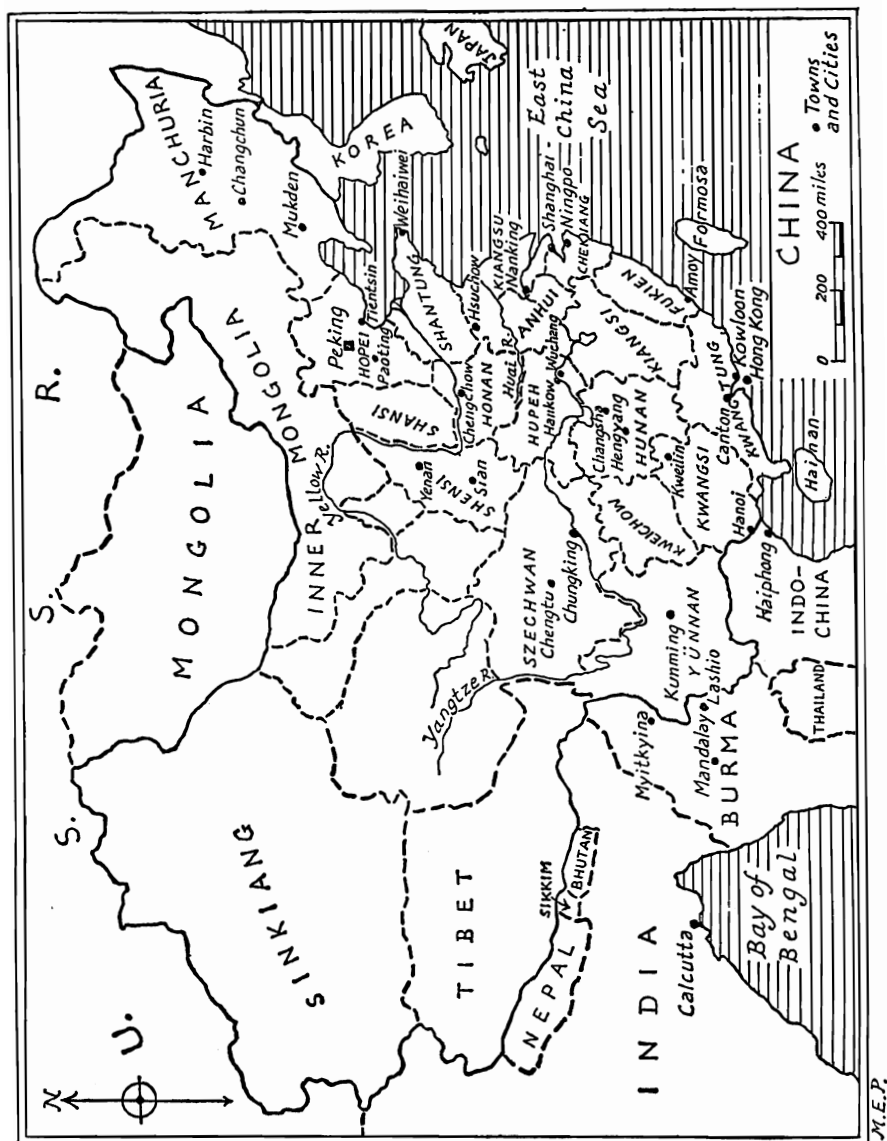 N
U.
S.
S.
R.
MONGOLIA
SINKIANG
TIBET
NEPAL
SIKKIM
BHUTAN
INDIA
Calcutta
Bay of
Bengal
INNER
MONGOLIA
MANCHURIA
Harbin
Changchun
Mukden
KOREA
JAPAN
Peking
HOPEI
Tientsin
Paoting
Weihaiwei
SHANTUNG
SHANSI
Yellow R.
Yenan
SHENSI
Sian
Chengchow
HONAN
Hsuchow
KIANGSU
Nanking
Huai R.
ANHUI
Shanghai
Ningpo
CHEKIANG
East
China
Sea
HUPEH
Hankow
Wuchang
Yangtze R.
SZECHWAN
Chengtu
Chungking
Changsha
Hengyang
HUNAN
KIANGSI
FUKIEN
Amoy
Formosa
KWEICHOW
Kweilin
KWANGSI
KWANGTUNG
Canton
Kowloon
Hong Kong
Hainan
Kunming
YÜNNAN
Hanoi
Haiphong
INDO-
CHINA
THAILAND
Myitkyina
Lashio
Mandalay
BURMA
CHINA
0 200 400 miles
Towns
and Cities
M.E.P.